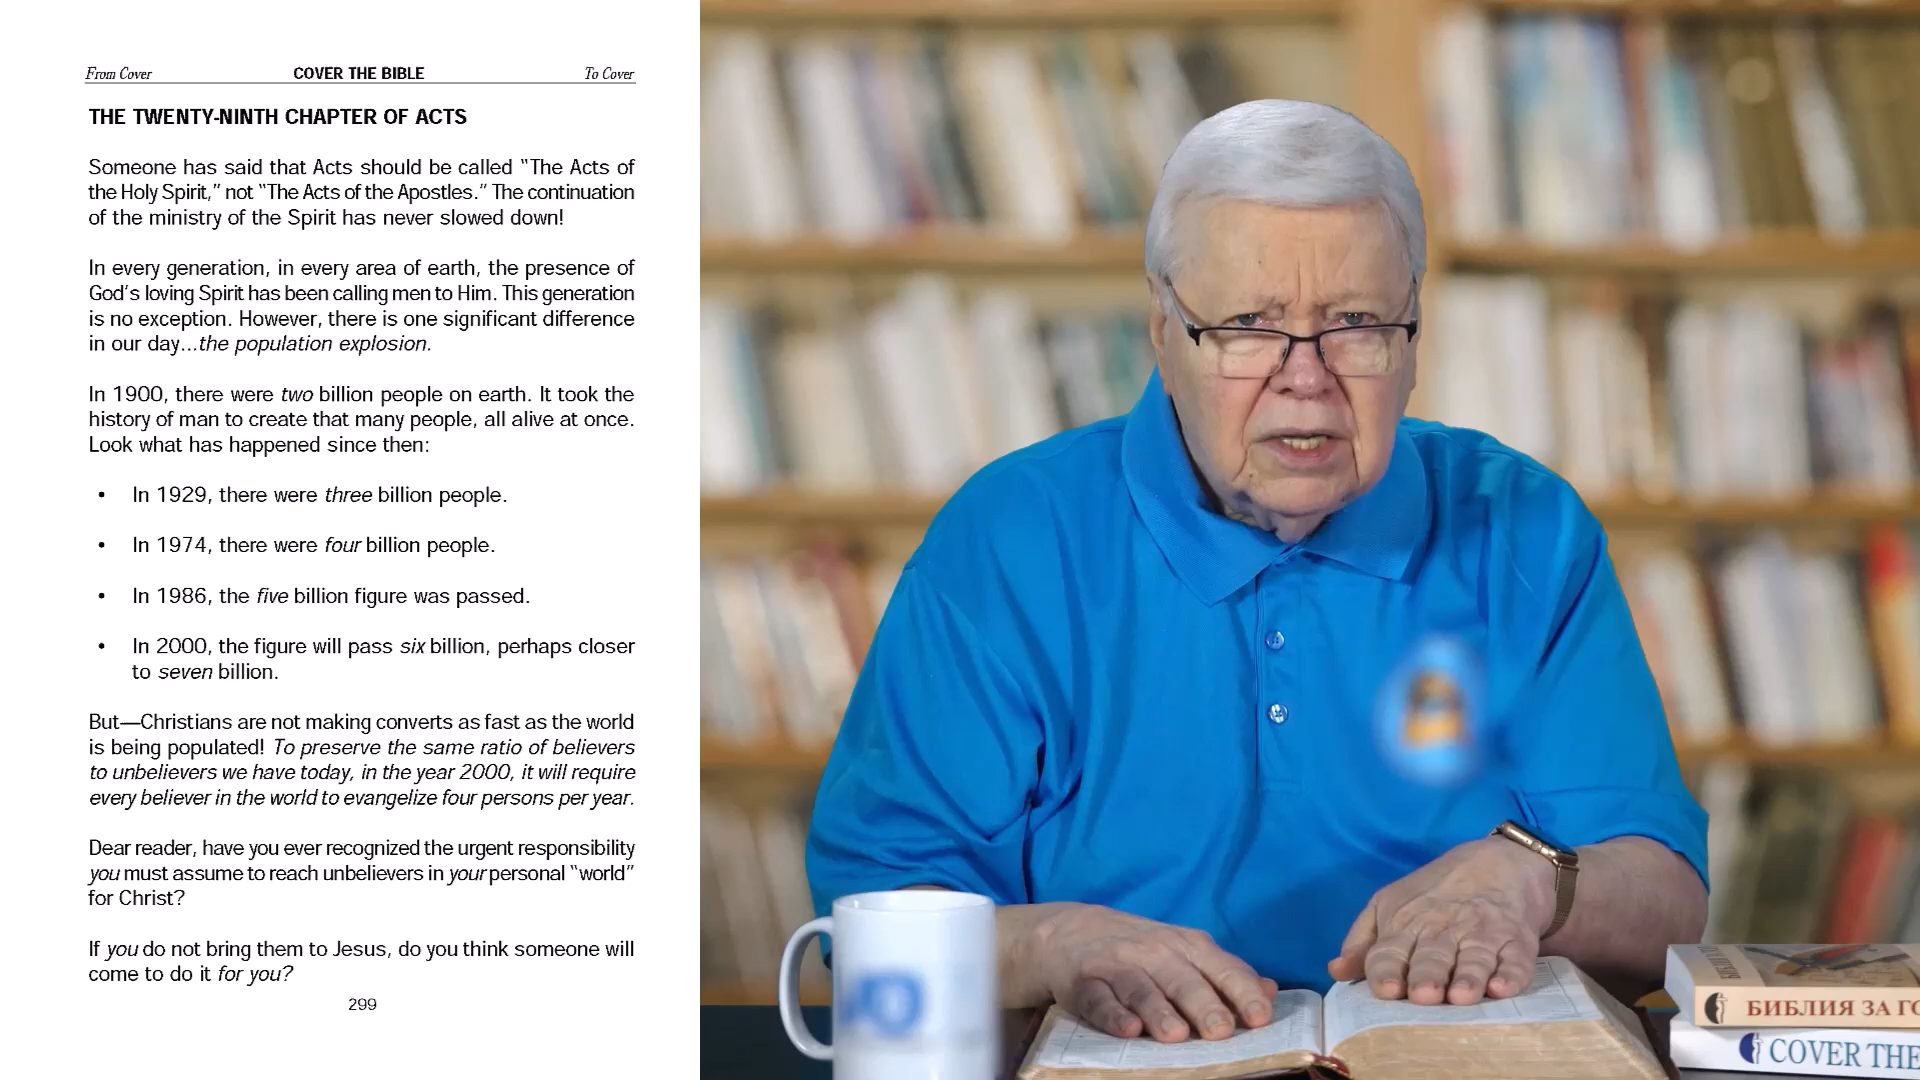 From Cover COVER THE BIBLE To Cover
THE TWENTY-NINTH CHAPTER OF ACTS
Someone has said that Acts should be called “The Acts of
the Holy Spirit,” not “The Acts of the Apostles.” The continuation
of the ministry of the Spirit has never slowed down!
In every generation, in every area of earth, the presence of
God's loving Spirit has been calling men to Him. This generation
is no exception. However, there is one significant difference
in our day...the population explosion.
In 1900, there were two billion people on earth. It took the
history of man to create that many people, all alive at once.
Look what has happened since then:
• In 1929, there were three billion people.
• In 1974, there were four billion people.
• In 1986, the five billion figure was passed.
• In 2000, the figure will pass six billion, perhaps closer
to seven billion.
But—Christians are not making converts as fast as the world
is being populated! To preserve the same ratio of believers
to unbelievers we have today, in the year 2000, it will require
every believer in the world to evangelize four persons per year.
Dear reader, have you ever recognized the urgent responsibility
you must assume to reach unbelievers in your personal “world”
for Christ?
If you do not bring them to Jesus, do you think someone will
come to do it for you?
299
БИБЛИЯ ЗА ГО
COVER THE